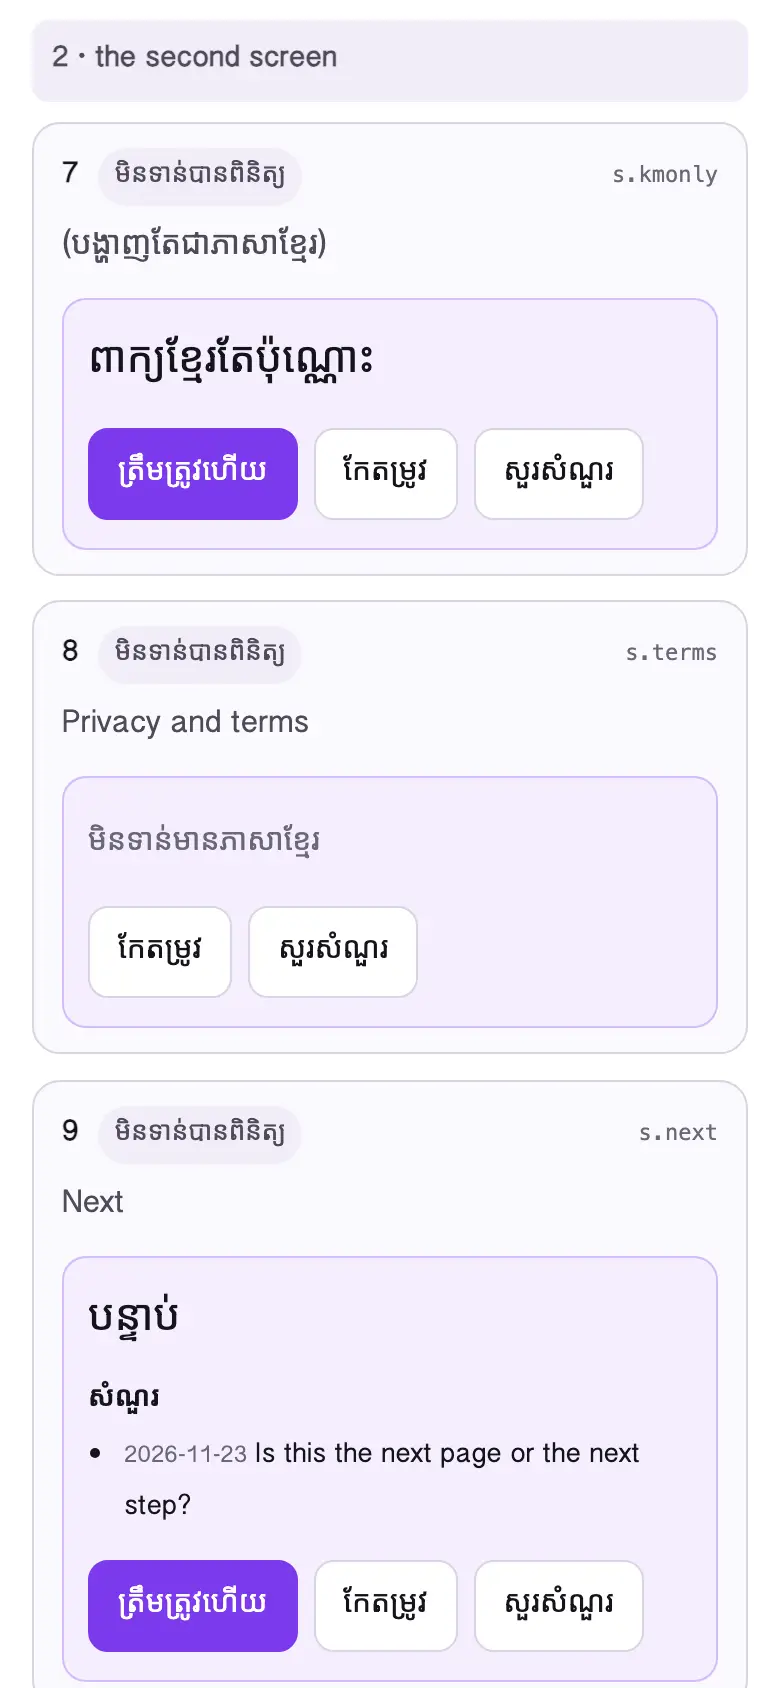 2 · the second screen
7 មិនទាន់បានពិនិត្យ s.kmonly
(បង្ហាញតែជាភាសាខ្មែរ)
ពាក្យខ្មែរតែប៉ុណ្ណោះ
ត្រឹមត្រូវហើយ កែតម្រូវ សួរសំណួរ
8 មិនទាន់បានពិនិត្យ s.terms
Privacy and terms
មិនទាន់មានភាសាខ្មែរ
កែតម្រូវ សួរសំណួរ
9 មិនទាន់បានពិនិត្យ s.next
Next
បន្ទាប់
សំណួរ
• 2026-11-23 Is this the next page or the next
step?
ត្រឹមត្រូវហើយ កែតម្រូវ សួរសំណួរ